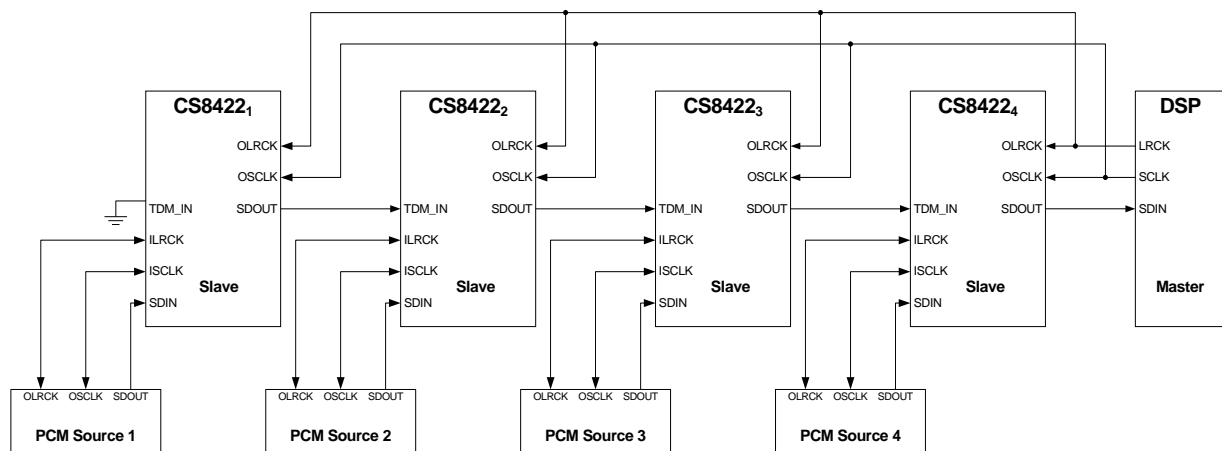 CS8422₁
OLRCK
OSCLK
TDM_IN
SDOUT
ILRCK
ISCLK
Slave
SDIN
CS8422₂
OLRCK
OSCLK
TDM_IN
SDOUT
ILRCK
ISCLK
Slave
SDIN
CS8422₃
OLRCK
OSCLK
TDM_IN
SDOUT
ILRCK
ISCLK
Slave
SDIN
CS8422₄
OLRCK
OSCLK
TDM_IN
SDOUT
ILRCK
ISCLK
Slave
SDIN
DSP
LRCK
SCLK
SDIN
Master
OLRCK OSCLK SDOUT
PCM Source 1
OLRCK OSCLK SDOUT
PCM Source 2
OLRCK OSCLK SDOUT
PCM Source 3
OLRCK OSCLK SDOUT
PCM Source 4